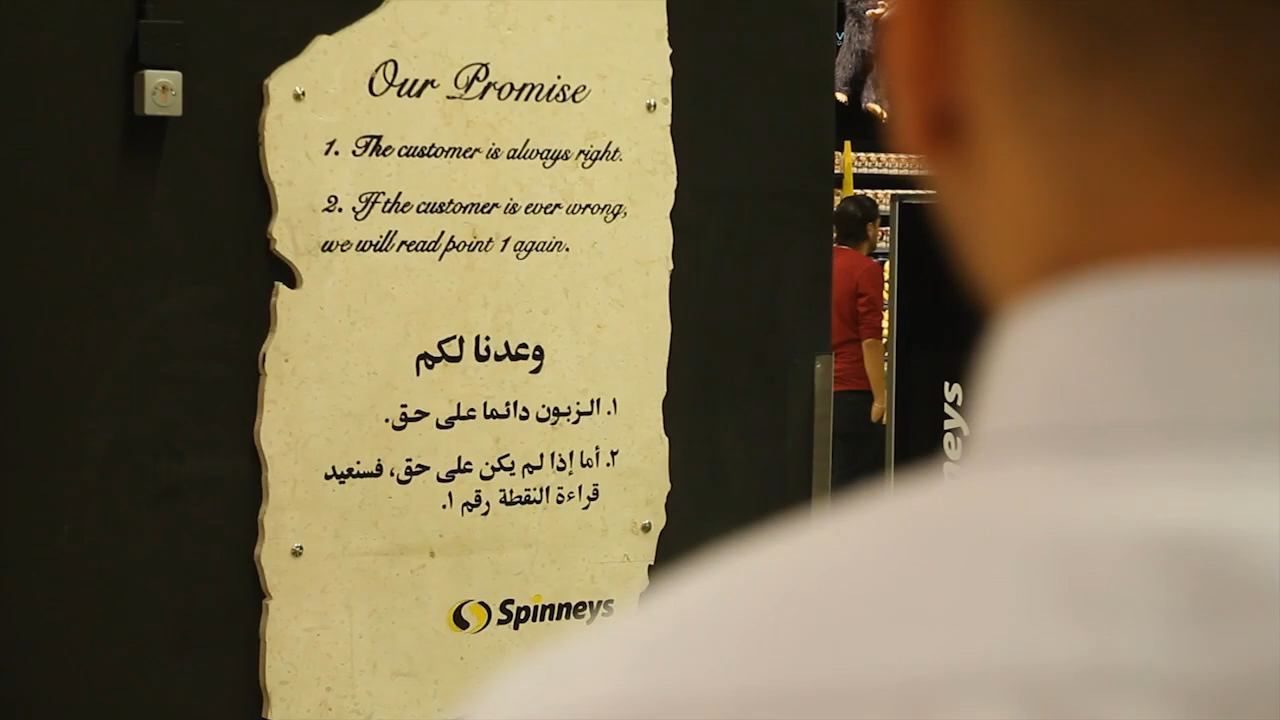 Our Promise
1. The customer is always right.
2. If the customer is ever wrong,
we will read point 1 again.
وعدنا لكم
١. الزبون دائما على حق.
٢. أما إذا لم يكن على حق، فسنعيد
قراءة النقطة رقم ١.
Spinneys
neys